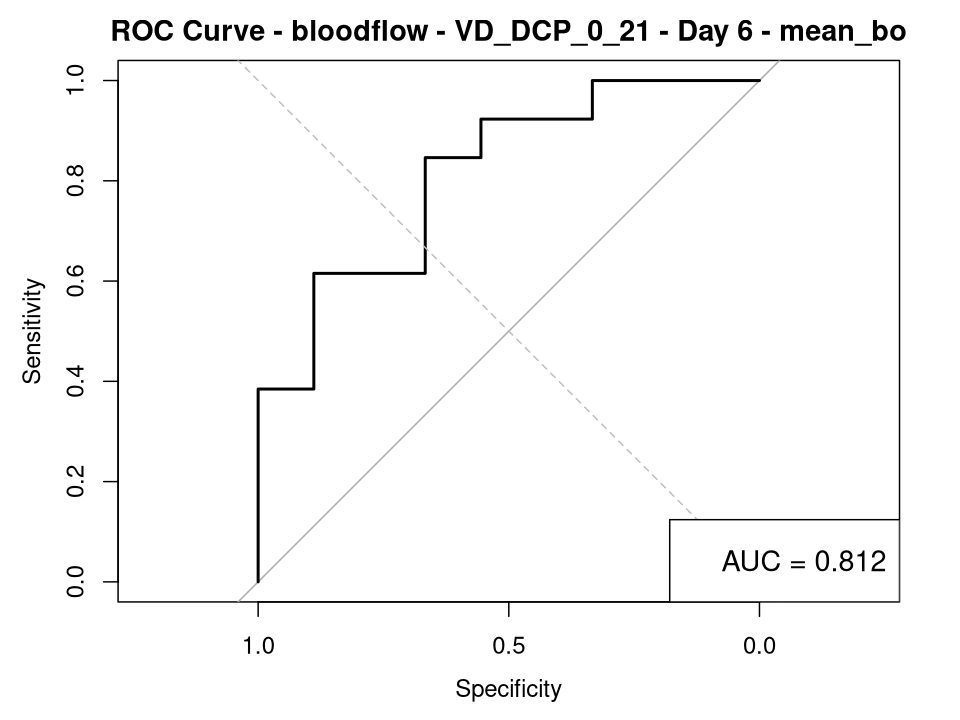 ROC Curve - bloodflow - VD_DCP_0_21 - Day 6 - mean_bo
1.0
0.8
0.6
0.4
0.2
0.0
Sensitivity
AUC = 0.812
1.0 0.5 0.0
Specificity